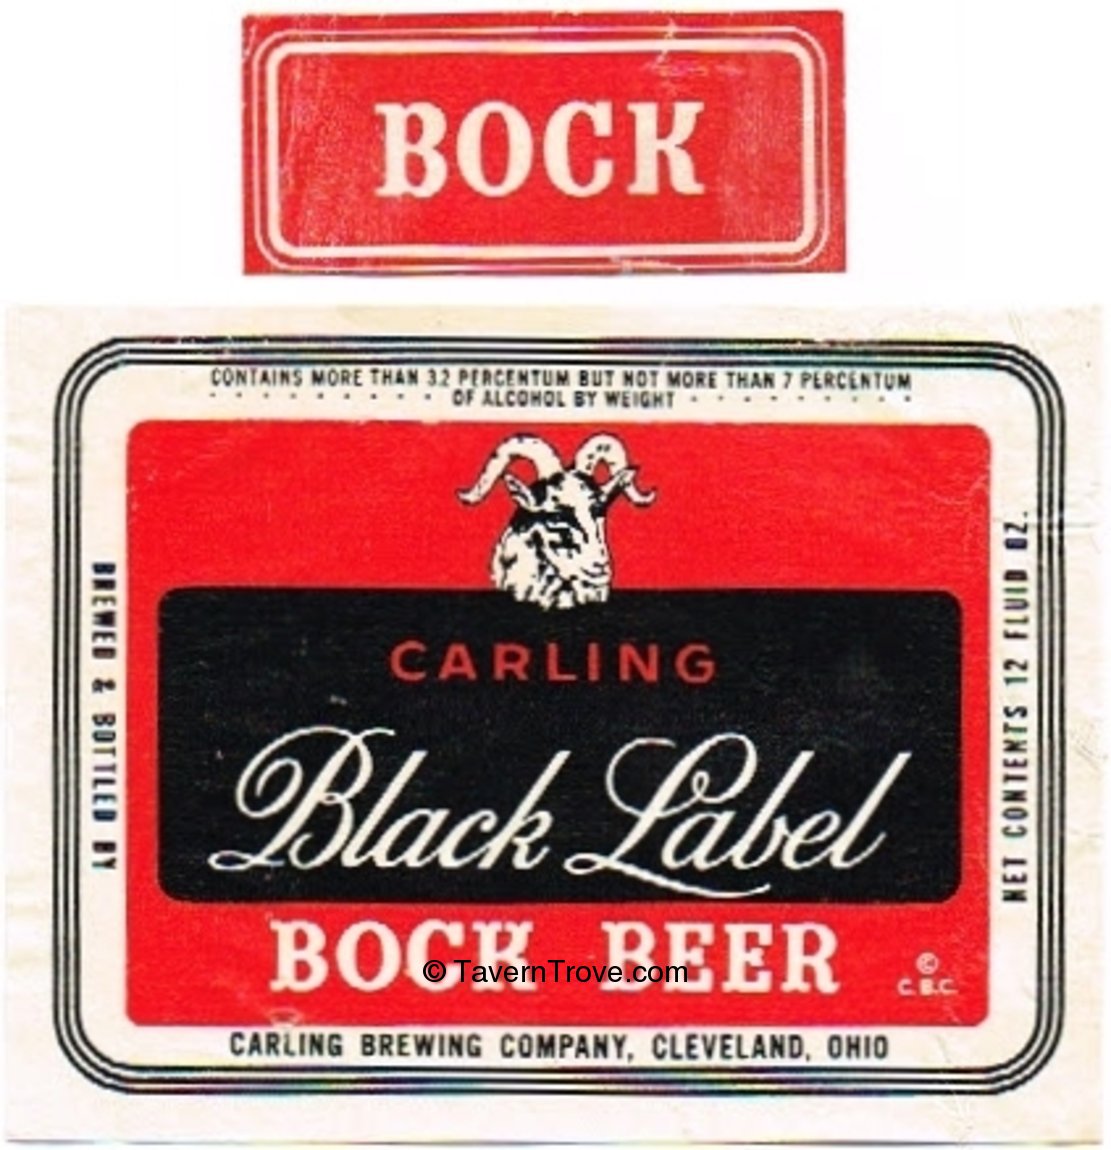 BOCK
CONTAINS MORE THAN 3.2 PERCENTUM BUT NOT MORE THAN 7 PERCENTUM
OF ALCOHOL BY WEIGHT
BREWED & BOTTLED BY
NET CONTENTS 12 FLUID OZ.
CARLING
Black Label
BOCK BEER
© TavernTrove.com
© C.B.C.
CARLING BREWING COMPANY, CLEVELAND, OHIO